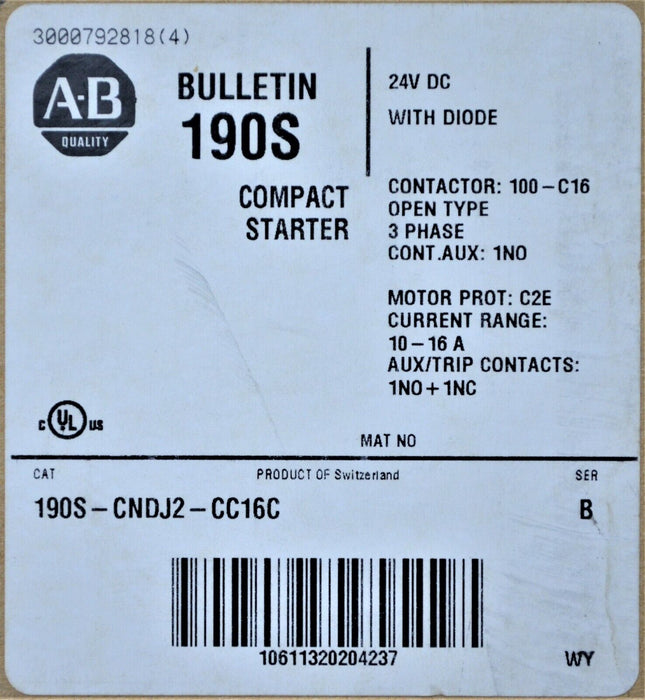 3000792818(4)
A-B
QUALITY
BULLETIN
190S
COMPACT
STARTER
24V DC
WITH DIODE
CONTACTOR: 100-C16
OPEN TYPE
3 PHASE
CONT.AUX: 1NO
MOTOR PROT: C2E
CURRENT RANGE:
10-16 A
AUX/TRIP CONTACTS:
1NO+1NC
C UL US
MAT NO
CAT PRODUCT OF Switzerland SER
190S-CNDJ2-CC16C B
10611320204237 WY